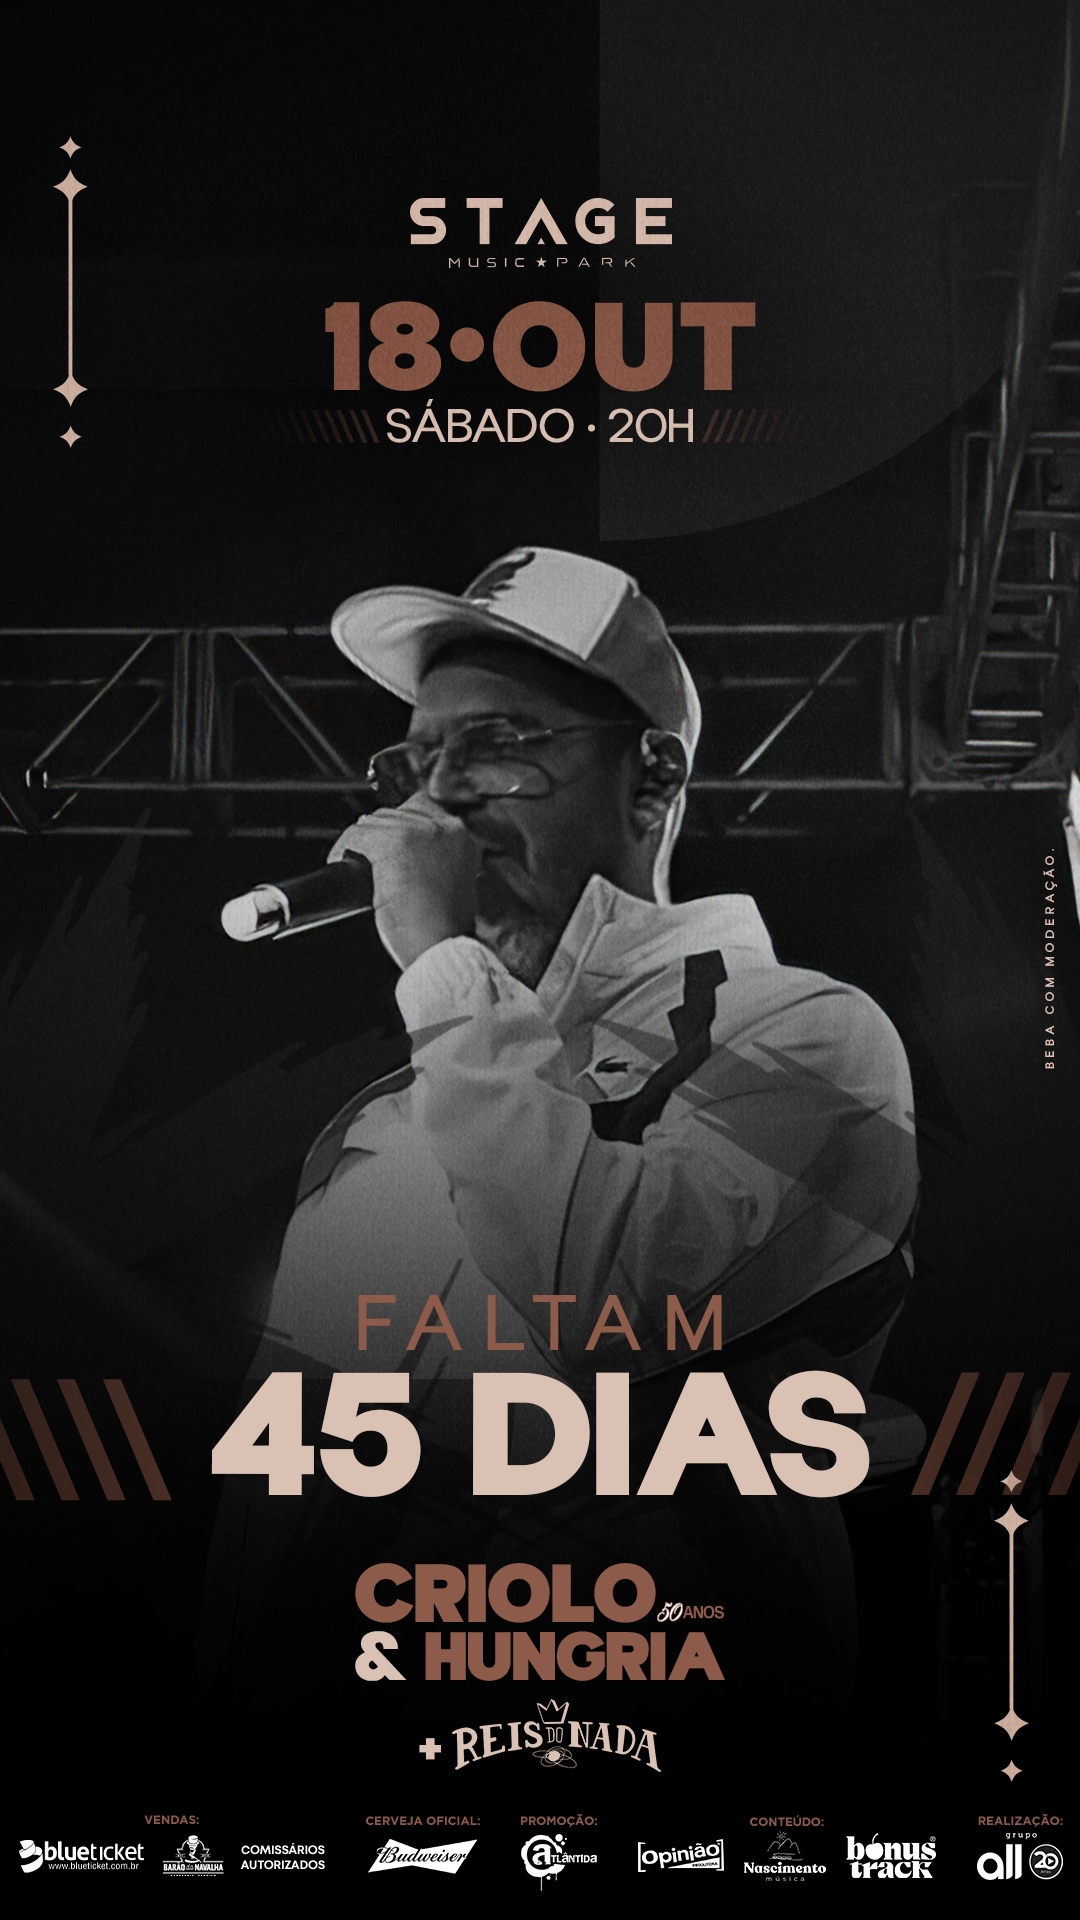 STAGE
MUSIC★PARK
18•OUT
SÁBADO · 20H
BEBA COM MODERAÇÃO.
FALTAM
45 DIAS
CRIOLO
50 ANOS
& HUNGRIA
+ REIS DO NADA
VENDAS:
blueticket
www.blueticket.com.br
BARÃO DA NAVALHA
COMISSÁRIOS
AUTORIZADOS
CERVEJA OFICIAL:
Budweiser
PROMOÇÃO:
ATLÂNTIDA
Opinião
PRODUTORA
CONTEÚDO:
Nascimento
música
bonus
track®
REALIZAÇÃO:
grupo
all
20